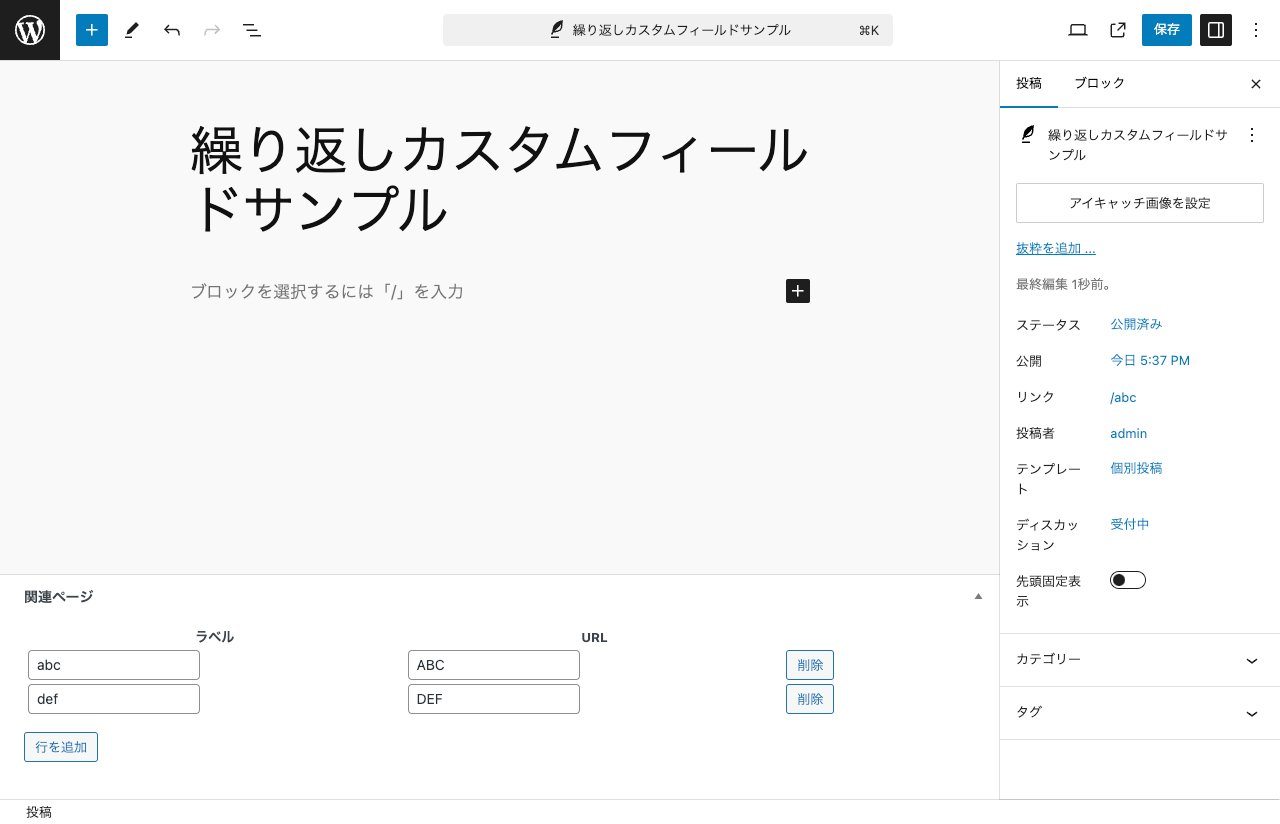 繰り返しカスタムフィールドサンプル ⌘K
保存
繰り返しカスタムフィール
ドサンプル
ブロックを選択するには「/」を入力
投稿 ブロック
繰り返しカスタムフィールドサ
ンプル
アイキャッチ画像を設定
抜粋を追加 ...
最終編集 1秒前。
ステータス 公開済み
公開 今日 5:37 PM
リンク /abc
投稿者 admin
テンプレー 個別投稿
ト
ディスカッ 受付中
ション
先頭固定表
示
カテゴリー
タグ
関連ページ
ラベル URL
abc ABC 削除
def DEF 削除
行を追加
投稿